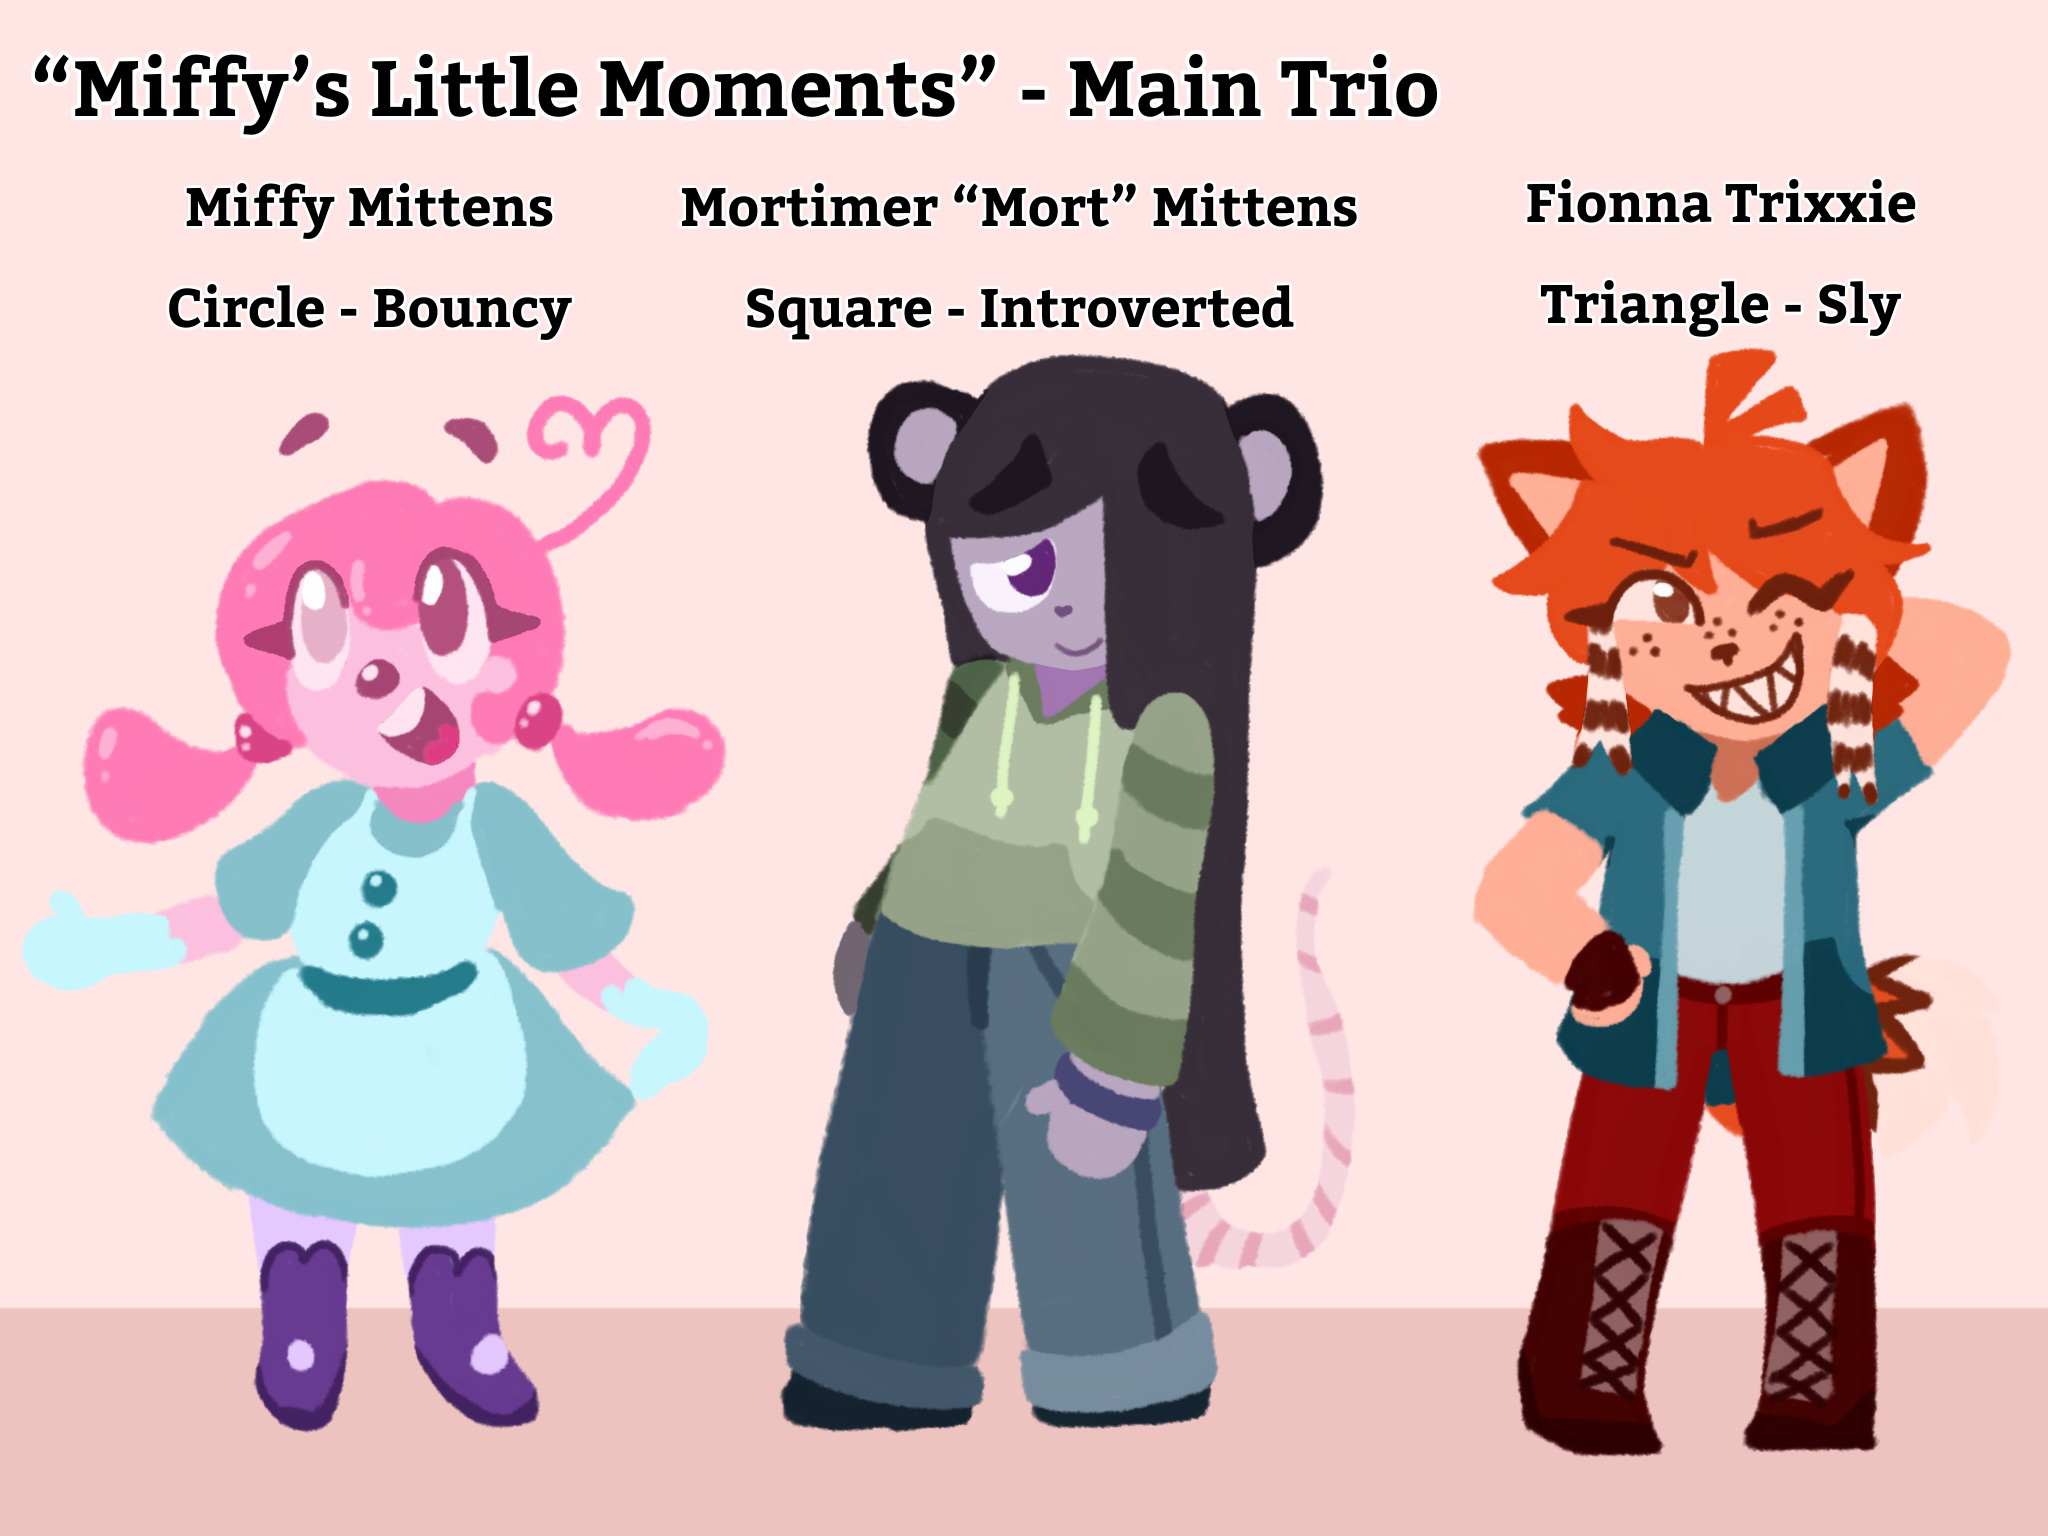 “Miffy’s Little Moments” - Main Trio
Miffy Mittens
Circle - Bouncy
Mortimer “Mort” Mittens
Square - Introverted
Fionna Trixxie
Triangle - Sly